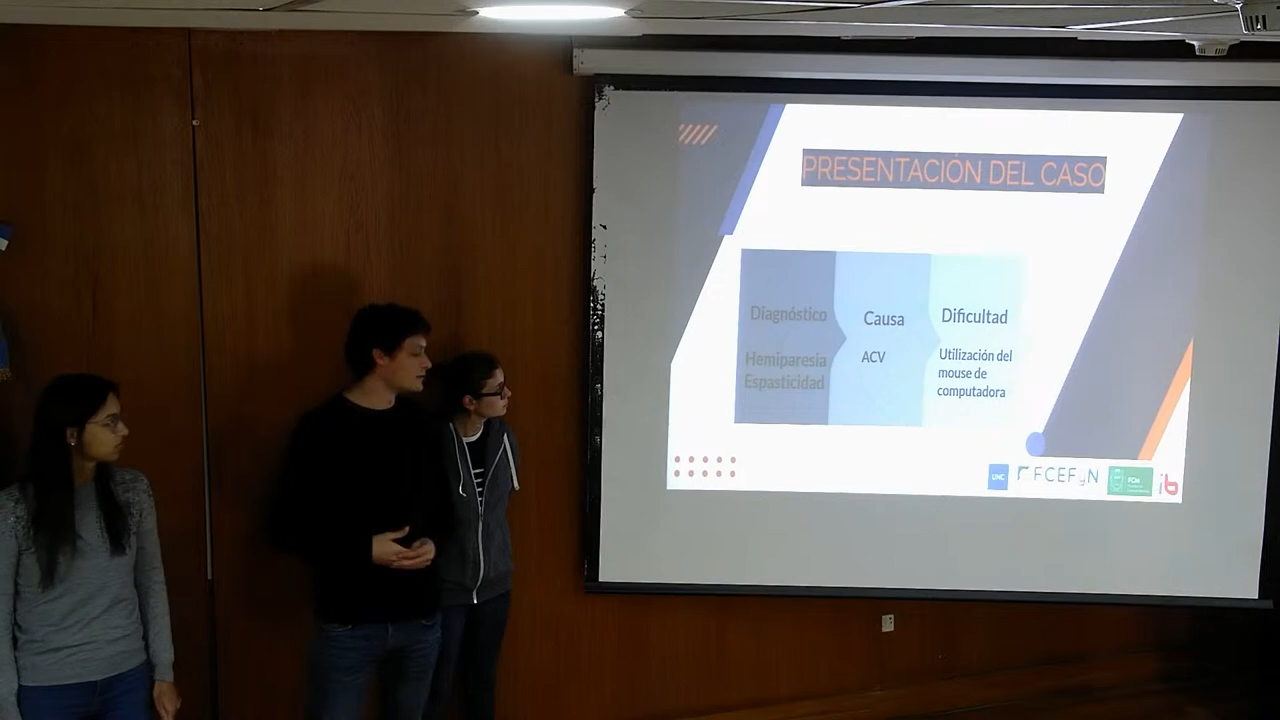 PRESENTACIÓN DEL CASO
Diagnóstico
Hemiparesia
Espasticidad
Causa
ACV
Dificultad
Utilización del
mouse de
computadora
UNC
FCEFyN
FCM
ib